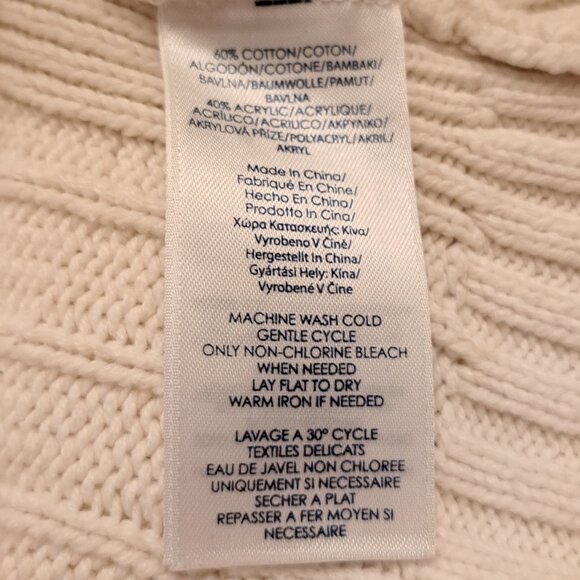 60% COTTON/COTON/
ALGODÓN/COTONE/BAMBAKI/
BAVLNA/BAUMWOLLE/PAMUT/
BAVLNA
40% ACRYLIC/ACRYLIQUE/
ACRÍLICO/ACRILICO/AKPYΛIKO/
AKRYLOVÁ PŘÍZE/POLYACRYL/AKRIL/
AKRYL
Made In China/
Fabriqué En Chine/
Hecho En China/
Prodotto In Cina/
Χώρα Κατασκευής: Κίνα/
Vyrobeno V Číně/
Hergestellt In China/
Gyártási Hely: Kína/
Vyrobené V Číne
MACHINE WASH COLD
GENTLE CYCLE
ONLY NON-CHLORINE BLEACH
WHEN NEEDED
LAY FLAT TO DRY
WARM IRON IF NEEDED
LAVAGE A 30° CYCLE
TEXTILES DELICATS
EAU DE JAVEL NON CHLOREE
UNIQUEMENT SI NECESSAIRE
SECHER A PLAT
REPASSER A FER MOYEN SI
NECESSAIRE